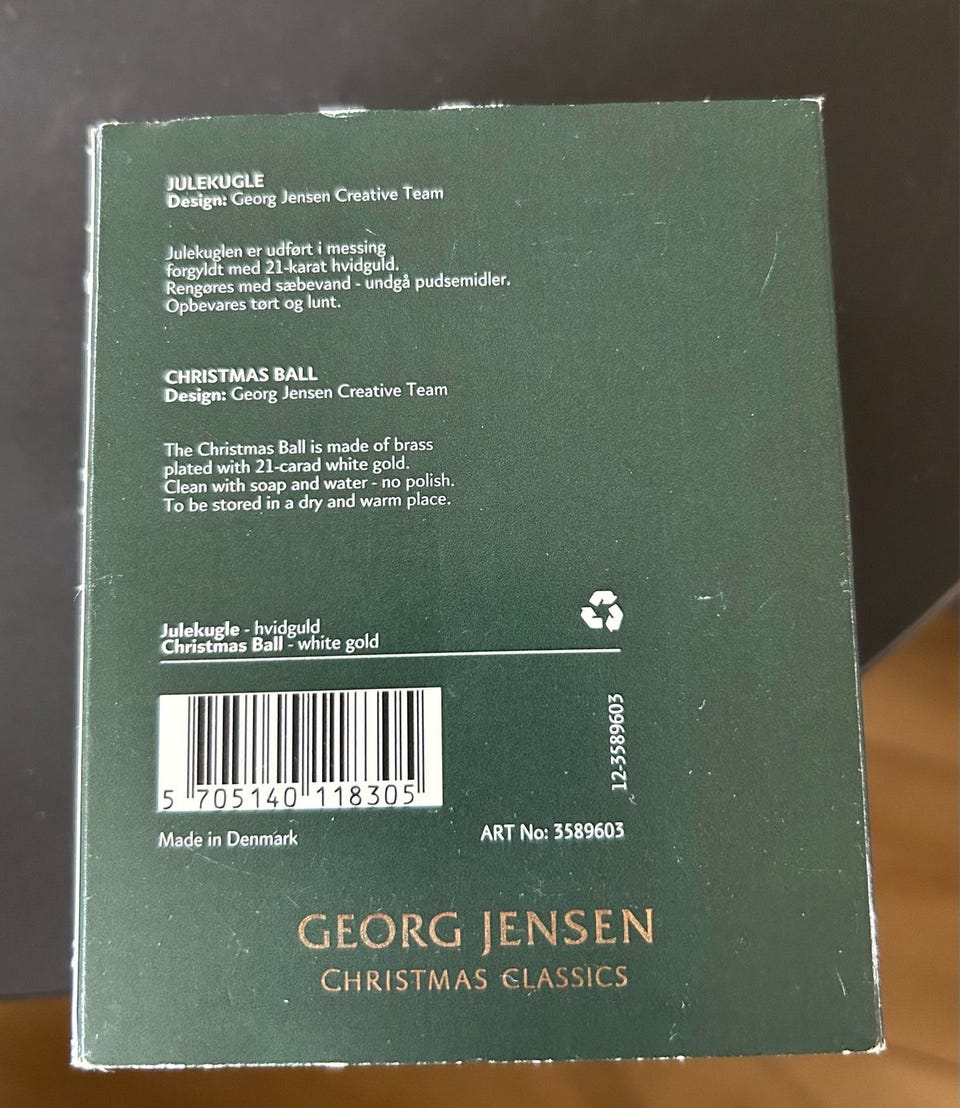 JULEKUGLE
Design: Georg Jensen Creative Team
Julekuglen er udført i messing
forgyldt med 21-karat hvidguld.
Rengøres med sæbevand - undgå pudsemidler.
Opbevares tørt og lunt.
CHRISTMAS BALL
Design: Georg Jensen Creative Team
The Christmas Ball is made of brass
plated with 21-carad white gold.
Clean with soap and water - no polish.
To be stored in a dry and warm place.
Julekugle - hvidguld
Christmas Ball - white gold
12-3589603
5 705140 118305
Made in Denmark
ART No: 3589603
GEORG JENSEN
CHRISTMAS CLASSICS